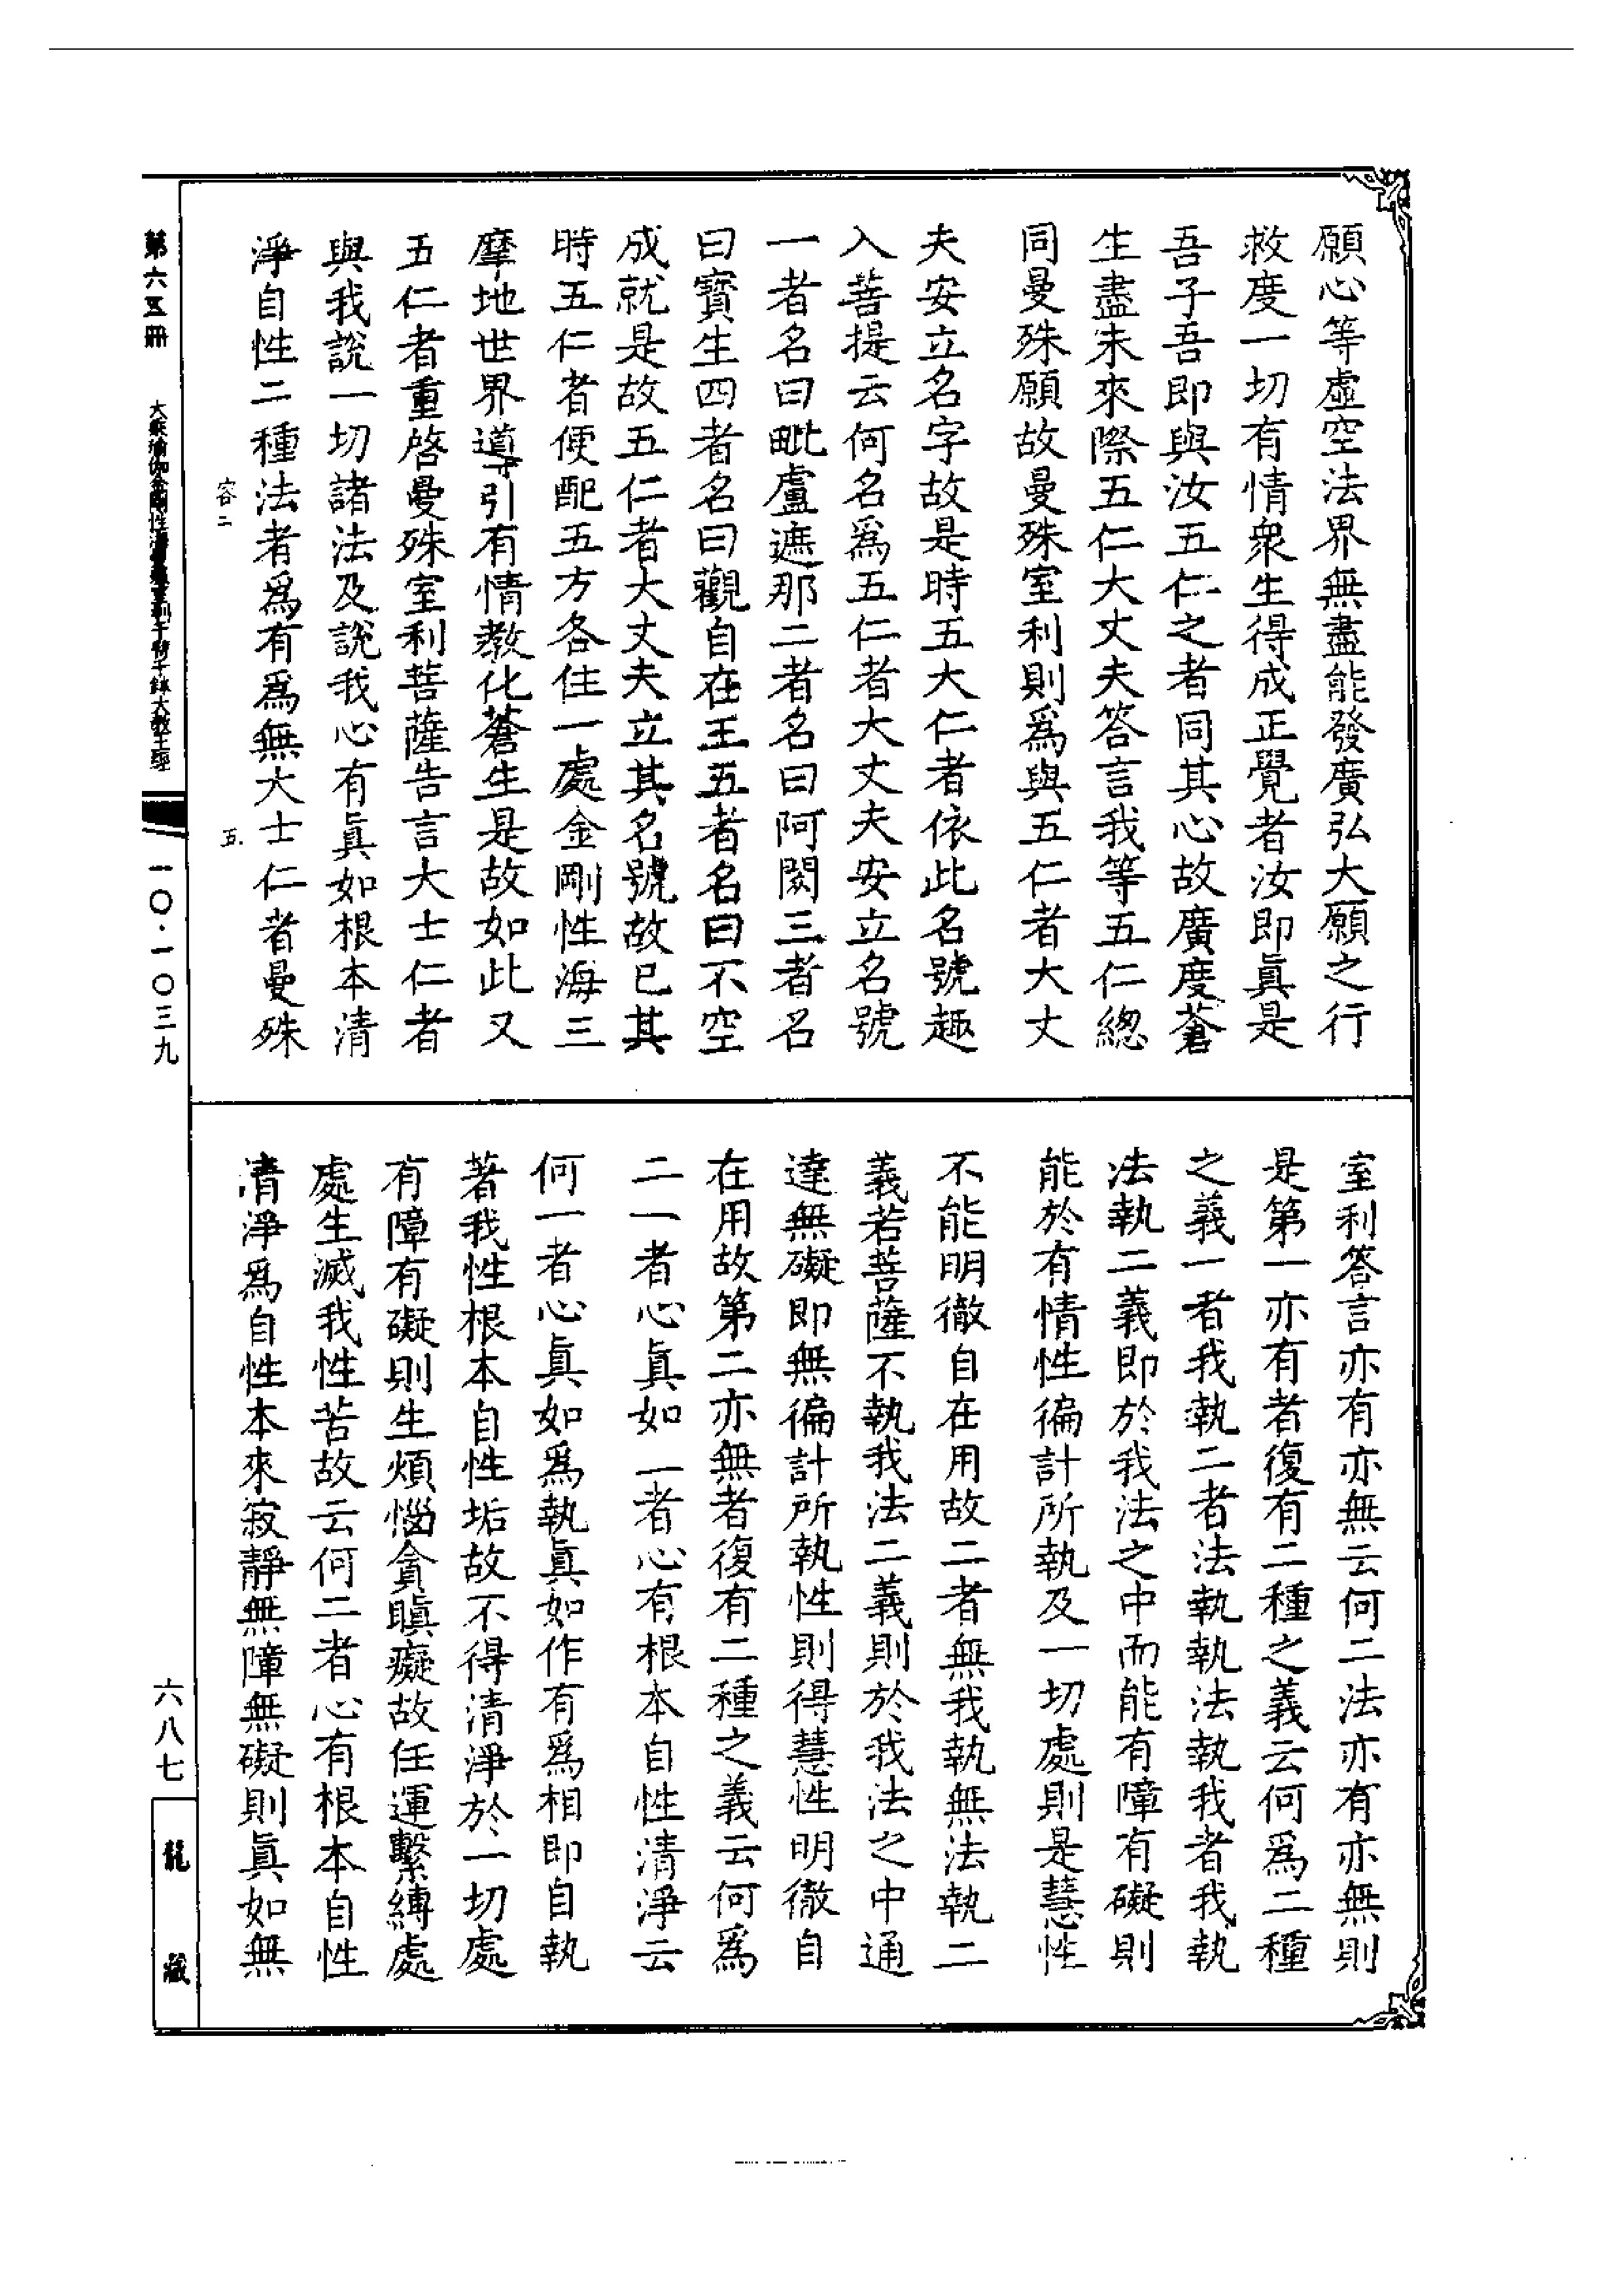 願心等虛空法界無盡能發廣弘大願之行
救度一切有情衆生得成正覺者汝即眞是
吾子吾即與汝五仁之者同其心故廣度蒼
生盡未來際五仁大丈夫答言我等五仁總
同曼殊願故曼殊室利則爲與五仁者大丈
夫安立名字故是時五大仁者依此名號趣
入菩提云何名爲五仁者大丈夫安立名號
一者名曰毗盧遮那二者名曰阿閦三者名
曰寶生四者名曰觀自在王五者名曰不空
成就是故五仁者大丈夫立其名號故已其
時五仁者便配五方各住一處金剛性海三
摩地世界導引有情教化蒼生是故如此又
五仁者重啓曼殊室利菩薩告言大士仁者
與我說一切諸法及說我心有眞如根本清
淨自性二種法者爲有爲無大士仁者曼殊
容二
五
室利答言亦有亦無云何二法亦有亦無則
是第一亦有者復有二種之義云何爲二種
之義一者我執二者法執執法執我者我執
法執二義即於我法之中而能有障有礙則
能於有情性徧計所執及一切處則是慧性
不能明徹自在用故二者無我執無法執二
義若菩薩不執我法二義則於我法之中通
達無礙即無徧計所執性則得慧性明徹自
在用故第二亦無者復有二種之義云何爲
二一者心眞如一者心有根本自性清淨云
何一者心眞如爲執眞如作有爲相即自執
著我性根本自性垢故不得清淨於一切處
有障有礙則生煩惱貪瞋癡故任運繫縛處
處生滅我性苦故云何二者心有根本自性
清淨爲自性本來寂靜無障無礙則眞如無
第六五冊
大乘瑜伽金剛性海曼殊室利千臂千鉢大教王經
一〇·一〇三九
六八七
龍藏